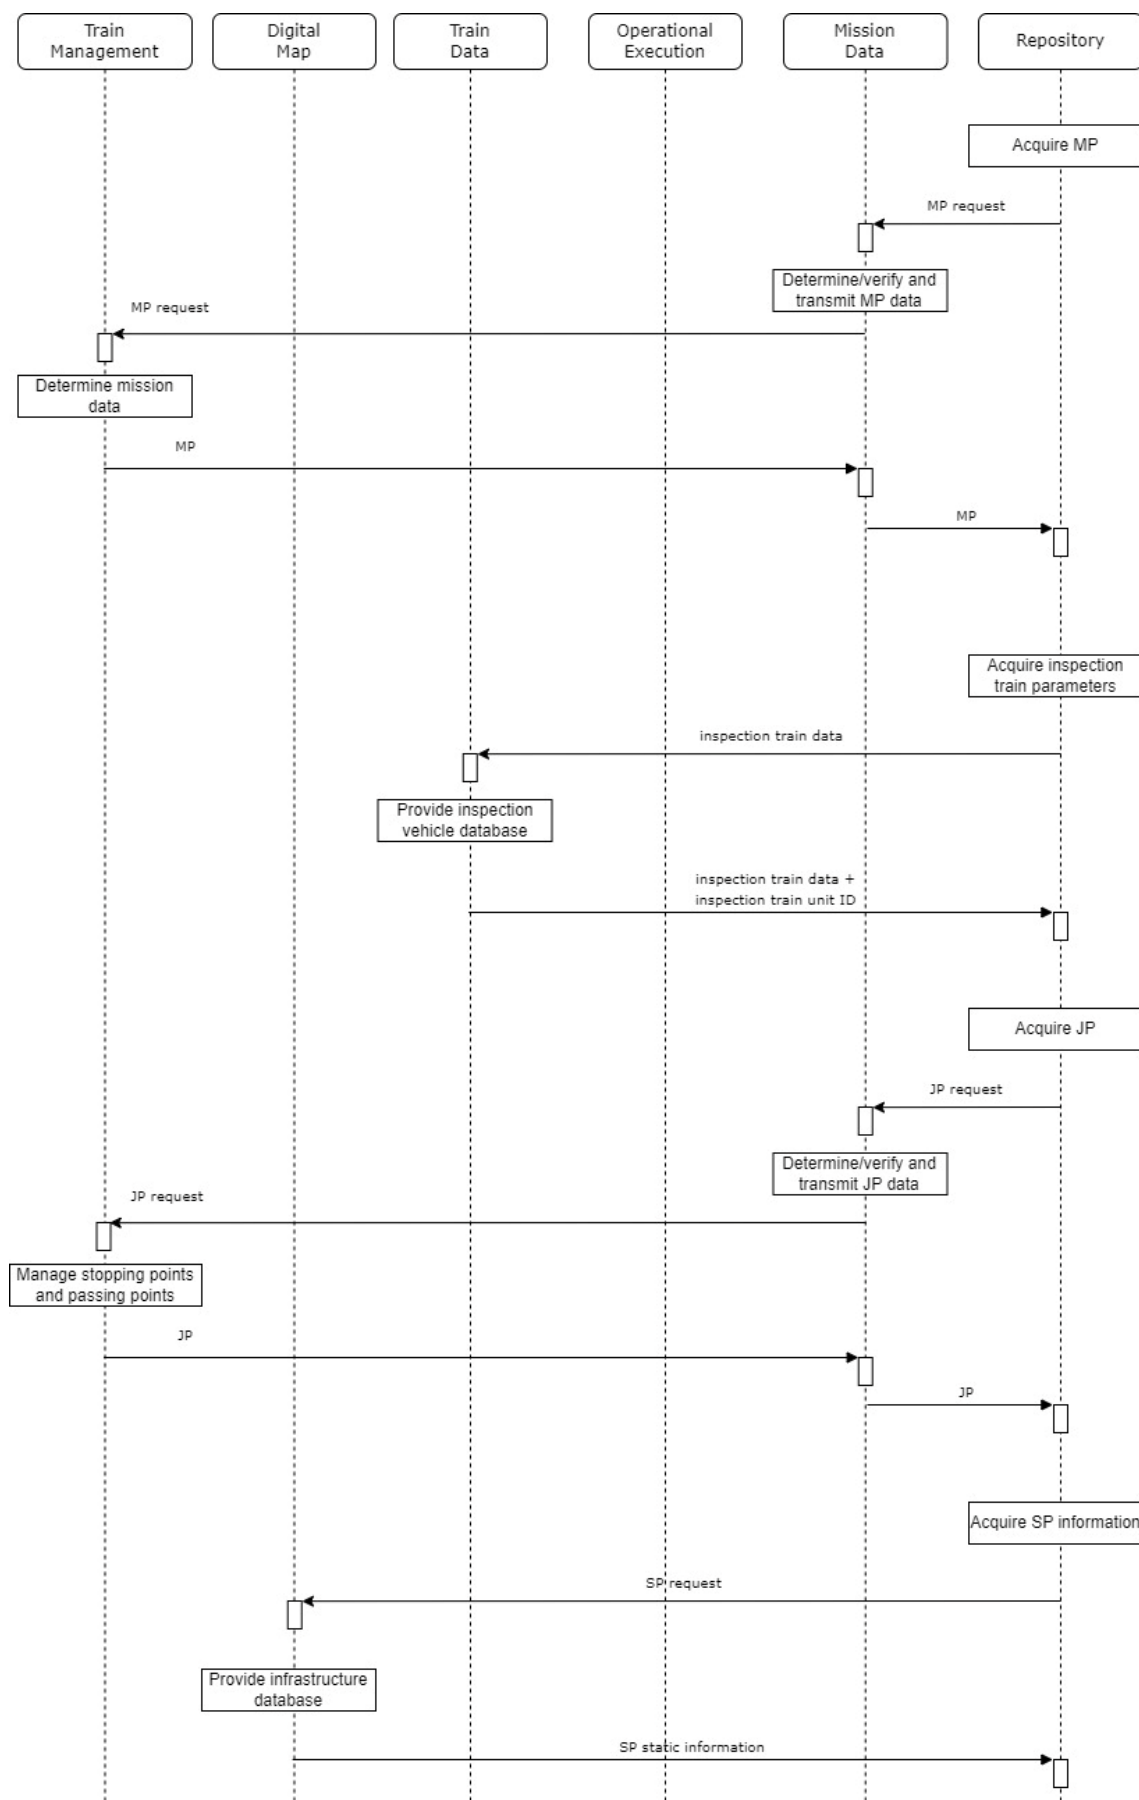 Train
Management
Digital
Map
Train
Data
Operational
Execution
Mission
Data
Repository
Acquire MP
MP request
Determine/verify and
transmit MP data
MP request
Determine mission
data
MP
MP
Acquire inspection
train parameters
inspection train data
Provide inspection
vehicle database
inspection train data +
inspection train unit ID
Acquire JP
JP request
Determine/verify and
transmit JP data
JP request
Manage stopping points
and passing points
JP
JP
Acquire SP information
SP request
Provide infrastructure
database
SP static information